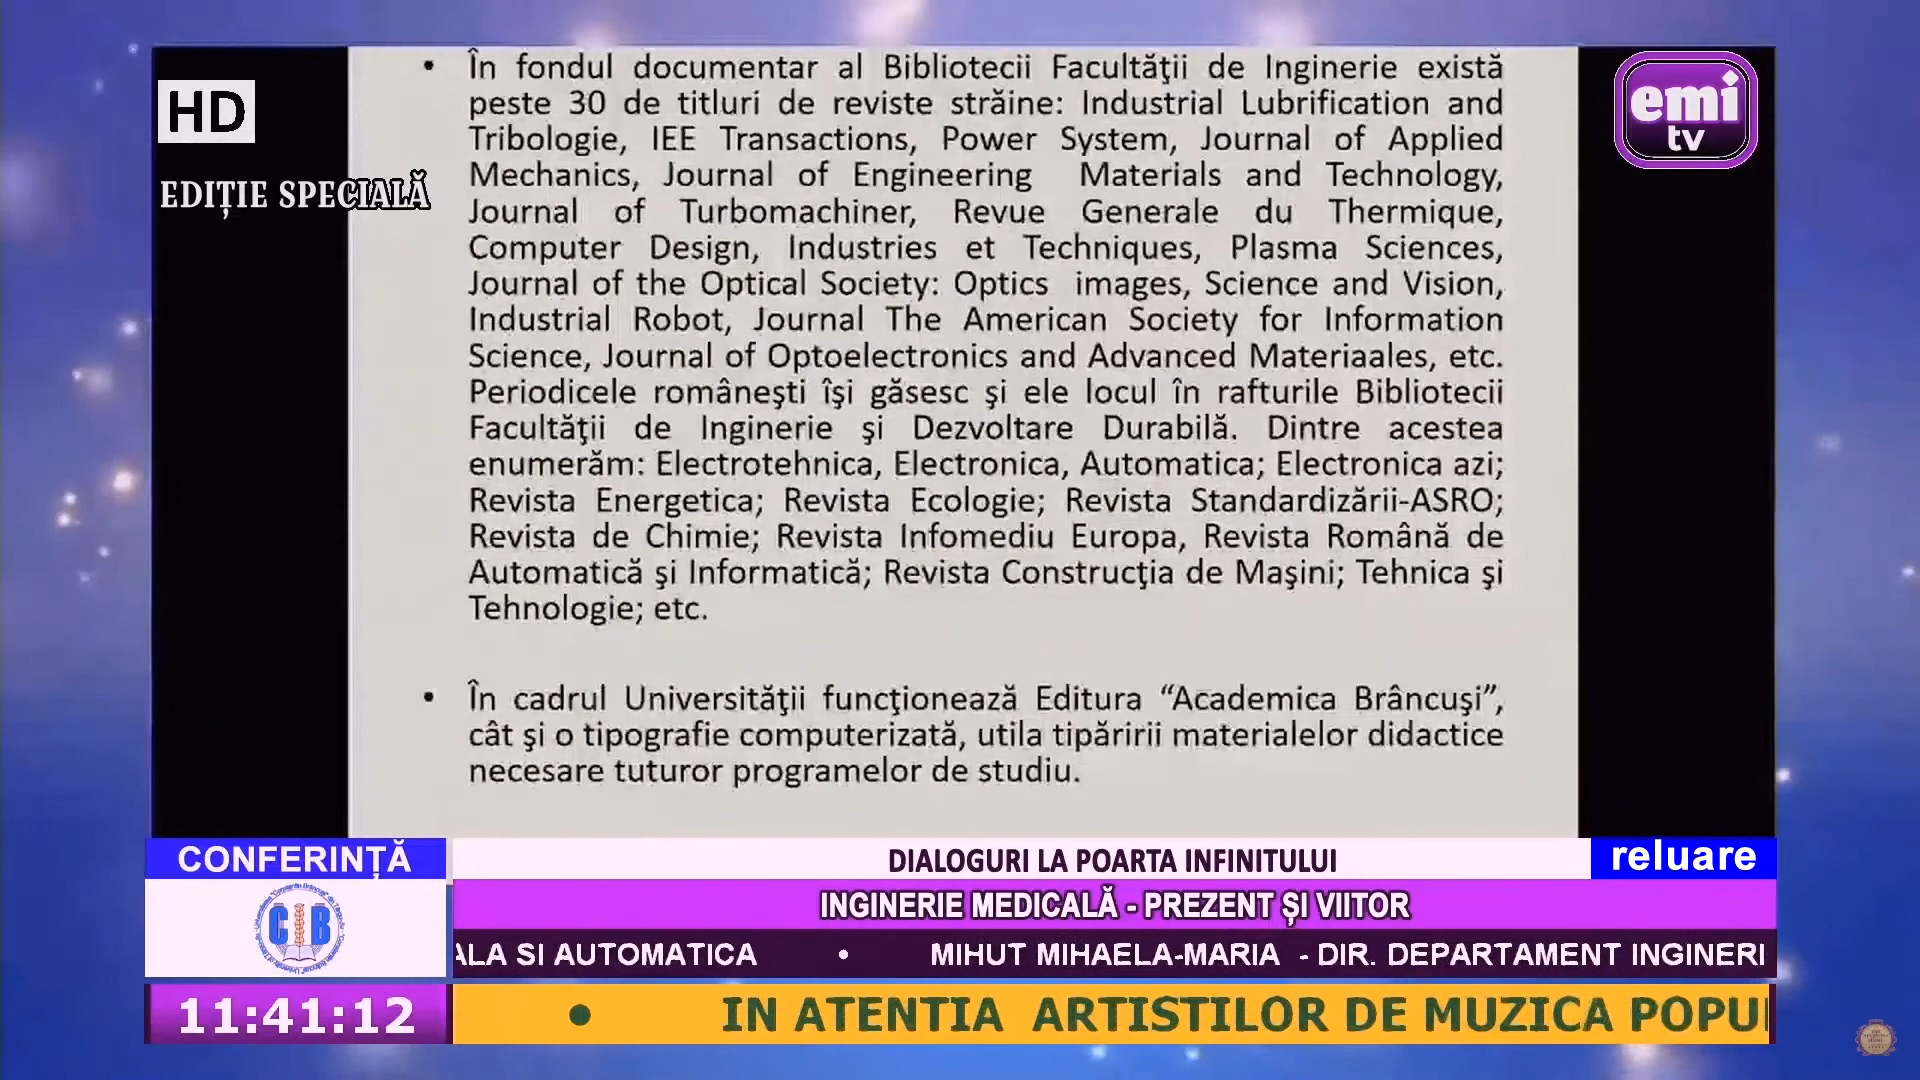 HD
EDIȚIE SPECIALĂ
emi
tv
• În fondul documentar al Bibliotecii Facultăţii de Inginerie există
peste 30 de titluri de reviste străine: Industrial Lubrification and
Tribologie, IEE Transactions, Power System, Journal of Applied
Mechanics, Journal of Engineering Materials and Technology,
Journal of Turbomachiner, Revue Generale du Thermique,
Computer Design, Industries et Techniques, Plasma Sciences,
Journal of the Optical Society: Optics images, Science and Vision,
Industrial Robot, Journal The American Society for Information
Science, Journal of Optoelectronics and Advanced Materiaales, etc.
Periodicele româneşti îşi găsesc şi ele locul în rafturile Bibliotecii
Facultăţii de Inginerie şi Dezvoltare Durabilă. Dintre acestea
enumerăm: Electrotehnica, Electronica, Automatica; Electronica azi;
Revista Energetica; Revista Ecologie; Revista Standardizării-ASRO;
Revista de Chimie; Revista Infomediu Europa, Revista Română de
Automatică şi Informatică; Revista Construcţia de Maşini; Tehnica şi
Tehnologie; etc.
• În cadrul Universităţii funcţionează Editura “Academica Brâncuşi”,
cât şi o tipografie computerizată, utila tipăririi materialelor didactice
necesare tuturor programelor de studiu.
CONFERINȚĂ
DIALOGURI LA POARTA INFINITULUI
reluare
INGINERIE MEDICALĂ - PREZENT ȘI VIITOR
CB
ALA SI AUTOMATICA • MIHUT MIHAELA-MARIA - DIR. DEPARTAMENT INGINERI
11:41:12
• IN ATENTIA ARTISTILOR DE MUZICA POPU